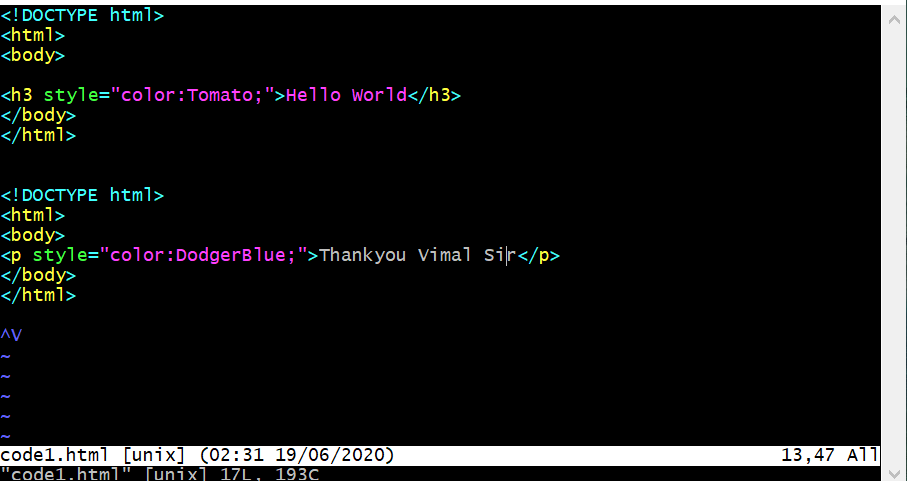 <!DOCTYPE html>
<html>
<body>

<h3 style="color:Tomato;">Hello World</h3>
</body>
</html>


<!DOCTYPE html>
<html>
<body>
<p style="color:DodgerBlue;">Thankyou Vimal Sir</p>
</body>
</html>

^V
~
~
~
~
~
code1.html [unix] (02:31 19/06/2020) 13,47 All
"code1.html" [unix] 17L, 193C